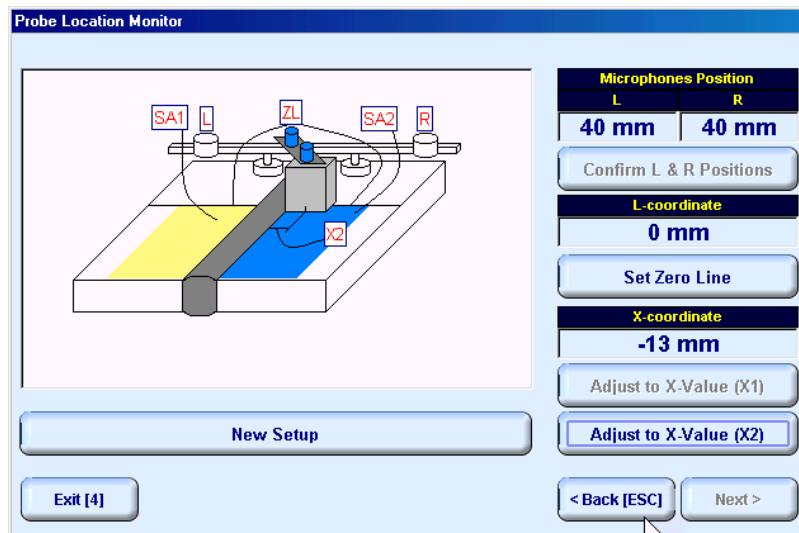 Probe Location Monitor
SA1
L
ZL
SA2
R
X2
Microphones Position
L R
40 mm 40 mm
Confirm L & R Positions
L-coordinate
0 mm
Set Zero Line
X-coordinate
-13 mm
Adjust to X-Value (X1)
New Setup
Adjust to X-Value (X2)
Exit [4]
< Back [ESC]
Next >